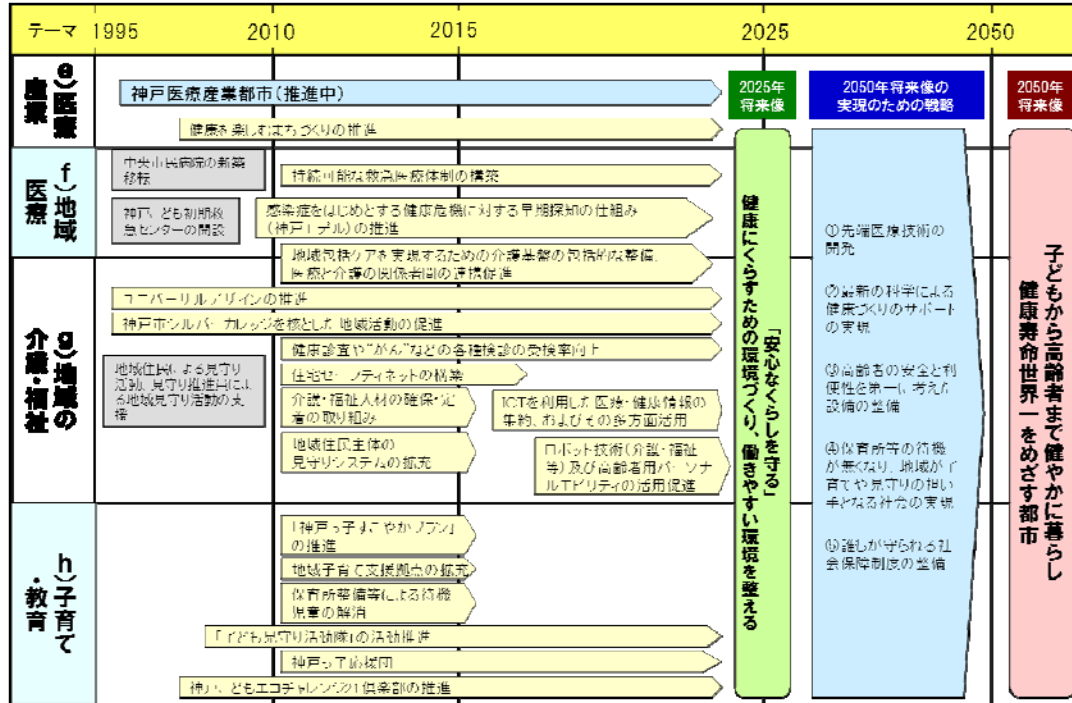 テーマ
1995
2010
2015
2025
2050
e)医療
産業
神戸医療産業都市(推進中)
健康を楽しむまちづくりの推進
2025年
将来像
2050年将来像の
実現のための戦略
2050年
将来像
f)地域
医療
中央市民病院の新築
移転
持続可能な救急医療体制の構築
神戸こども初期救
急センターの開設
感染症をはじめとする健康危機に対する早期探知の仕組み
(神戸モデル)の推進
地域包括ケアを実現するための介護基盤の包括的な整備、
医療と介護の関係者間の連携促進
g)地域の
介護・福祉
ユニバーサルデザインの推進
神戸市シルバーカレッジを核とした地域活動の促進
健康診査や“がん”などの各種検診の受検率向上
地域住民による見守り
活動、見守り推進員によ
る地域見守り活動の支
援
住宅セーフティネットの構築
介護・福祉人材の確保・定
着の取り組み
ICTを利用した医療・健康情報の
集約、およびその多方面活用
地域住民主体の
見守りシステムの拡充
ロボット技術(介護・福祉
等)及び高齢者用パーソナ
ルモビリティの活用促進
h)子育て
・教育
「神戸っ子すこやかプラン」
の推進
地域子育て支援拠点の拡充
保育所整備等による待機
児童の解消
「子ども見守り活動隊」の活動推進
神戸っ子応援団
神戸こどもエコチャレンジ21倶楽部の推進
「安心なくらしを守る」
健康にくらすための環境づくり、働きやすい環境を整える
①先端医療技術の
開発
②最新の科学による
健康づくりのサポート
の実現
③高齢者の安全と利
便性を第一に考えた
設備の整備
④保育所等の待機
が無くなり、地域が子
育てや見守りの担い
手となる社会の実現
⑤誰もが守られる社
会保障制度の整備
子どもから高齢者まで健やかに暮らし
健康寿命世界一をめざす都市